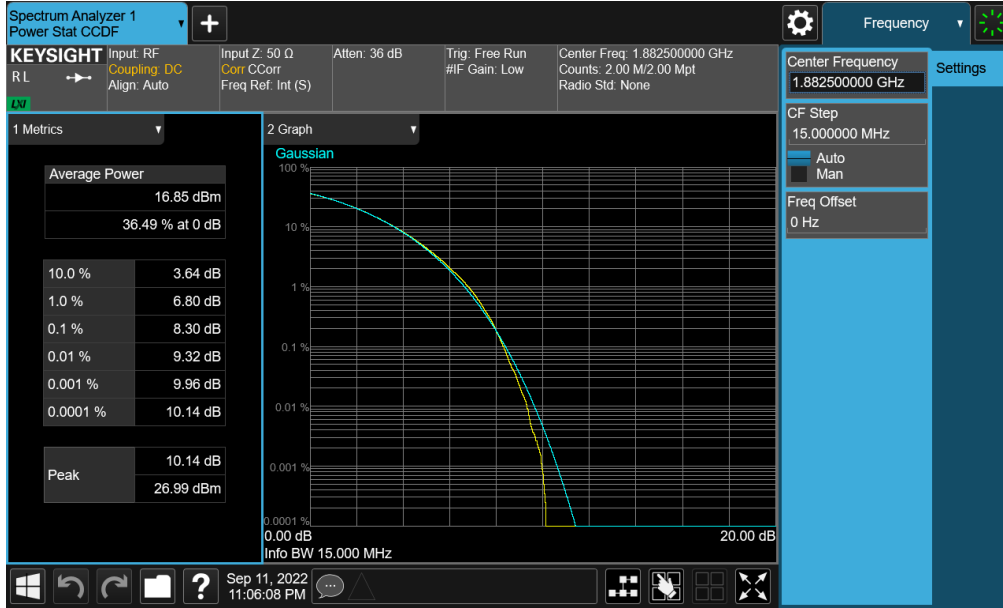 Spectrum Analyzer 1
Power Stat CCDF
Frequency
KEYSIGHT
R L
LXI
Input: RF
Coupling: DC
Align: Auto
Input Z: 50 Ω
Corr CCorr
Freq Ref: Int (S)
Atten: 36 dB
Trig: Free Run
#IF Gain: Low
Center Freq: 1.882500000 GHz
Counts: 2.00 M/2.00 Mpt
Radio Std: None
Center Frequency
1.882500000 GHz
Settings
CF Step
15.000000 MHz
Auto
Man
Freq Offset
0 Hz
1 Metrics
Average Power
16.85 dBm
36.49 % at 0 dB
10.0 % 3.64 dB
1.0 % 6.80 dB
0.1 % 8.30 dB
0.01 % 9.32 dB
0.001 % 9.96 dB
0.0001 % 10.14 dB
Peak
10.14 dB
26.99 dBm
2 Graph
Gaussian
100 %
10 %
1 %
0.1 %
0.01 %
0.001 %
0.0001 %
0.00 dB 20.00 dB
Info BW 15.000 MHz
Sep 11, 2022
11:06:08 PM